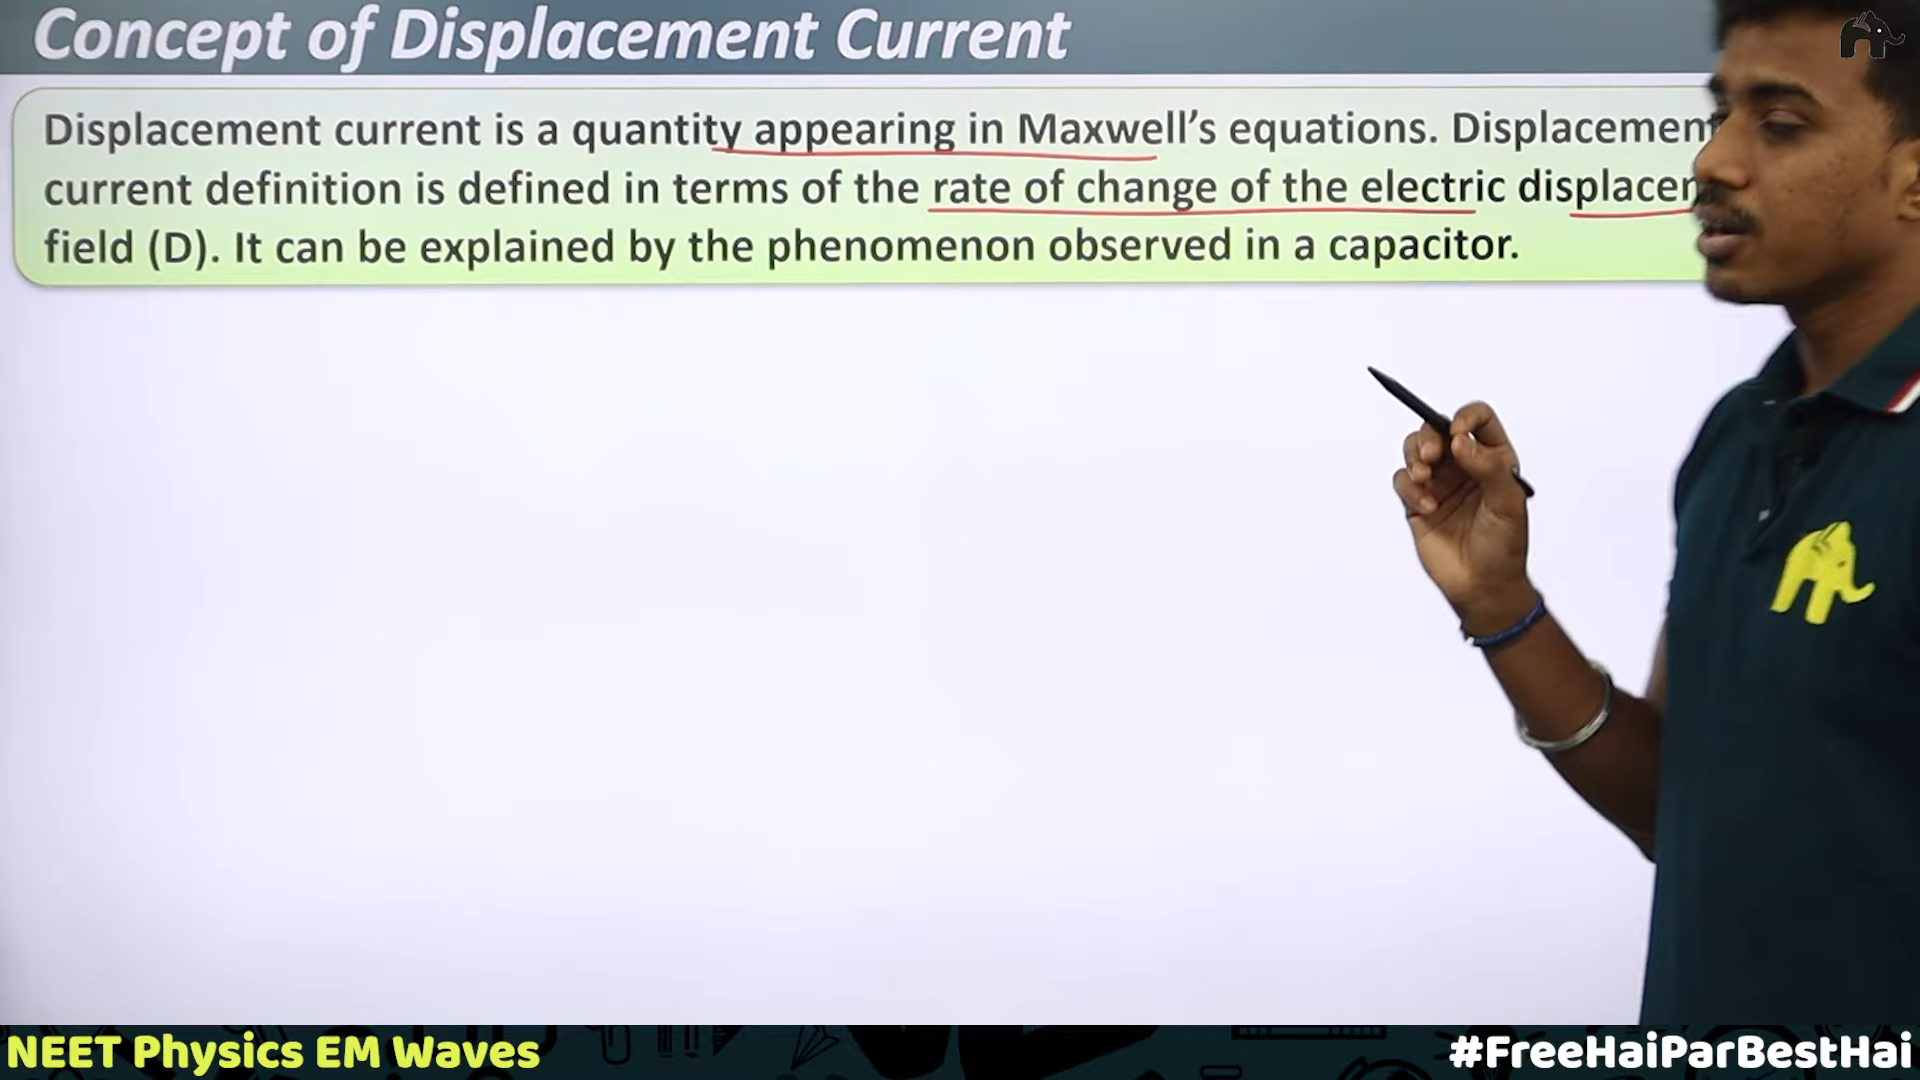 Concept of Displacement Current
Displacement current is a quantity appearing in Maxwell’s equations. Displacement
current definition is defined in terms of the rate of change of the electric
field (D). It can be explained by the phenomenon observed in a capacitor.
NEET Physics EM Waves
#FreeHaiParBestHai